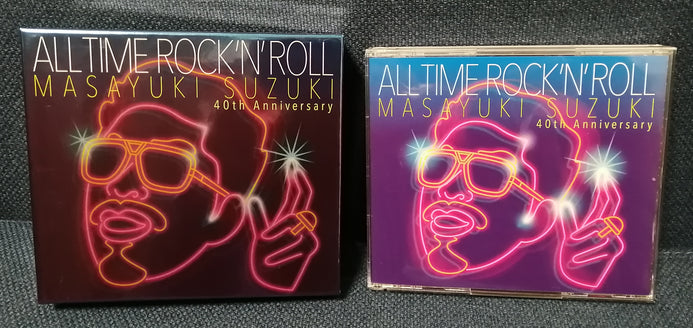 ALL TIME ROCK'N'ROLL
MASAYUKI SUZUKI
40th Anniversary
ALL TIME ROCK'N'ROLL
MASAYUKI SUZUKI
40th Anniversary